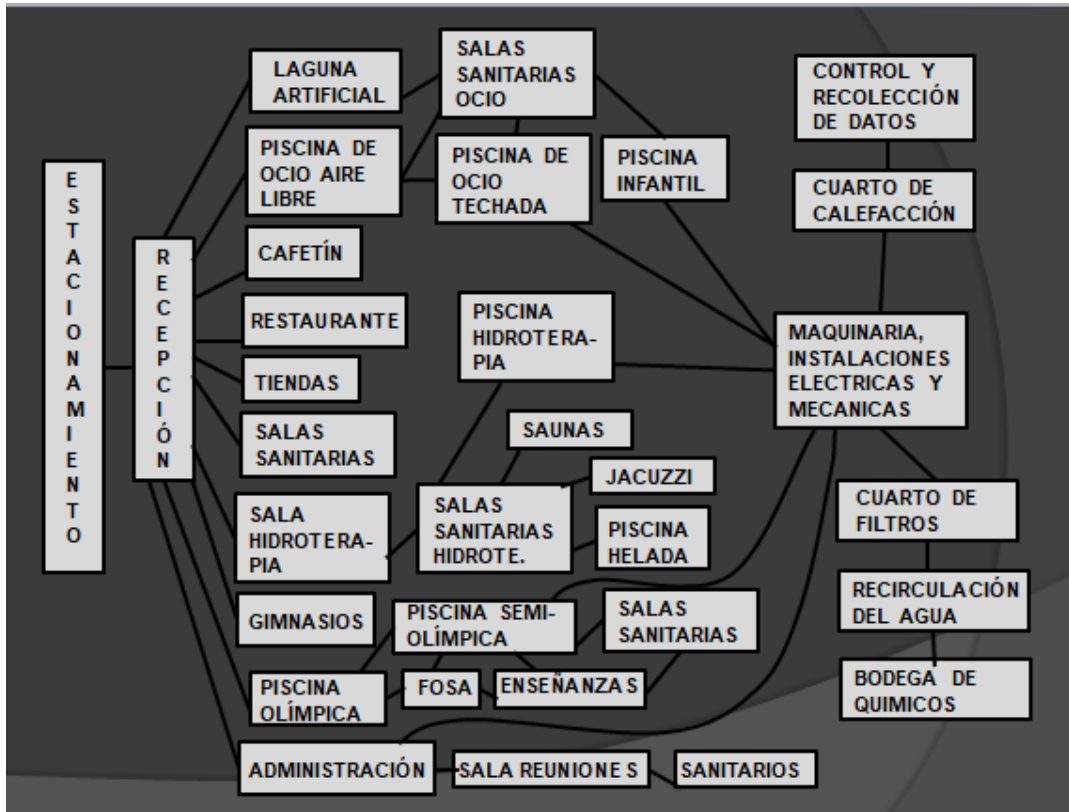 ESTACIONAMIENTO
RECEPCIÓN
LAGUNA
ARTIFICIAL
PISCINA DE
OCIO AIRE
LIBRE
CAFETÍN
RESTAURANTE
TIENDAS
SALAS
SANITARIAS
SALA
HIDROTERA-
PIA
GIMNASIOS
PISCINA
OLÍMPICA
ADMINISTRACIÓN
SALAS
SANITARIAS
OCIO
PISCINA DE
OCIO
TECHADA
PISCINA
INFANTIL
PISCINA
HIDROTERA-
PIA
SAUNAS
JACUZZI
SALAS
SANITARIAS
HIDROTE.
PISCINA
HELADA
PISCINA SEMI-
OLÍMPICA
SALAS
SANITARIAS
FOSA
ENSEÑANZAS
SALA REUNIONES
SANITARIOS
CONTROL Y
RECOLECCIÓN
DE DATOS
CUARTO DE
CALEFACCIÓN
MAQUINARIA,
INSTALACIONES
ELECTRICAS Y
MECANICAS
CUARTO DE
FILTROS
RECIRCULACIÓN
DEL AGUA
BODEGA DE
QUIMICOS